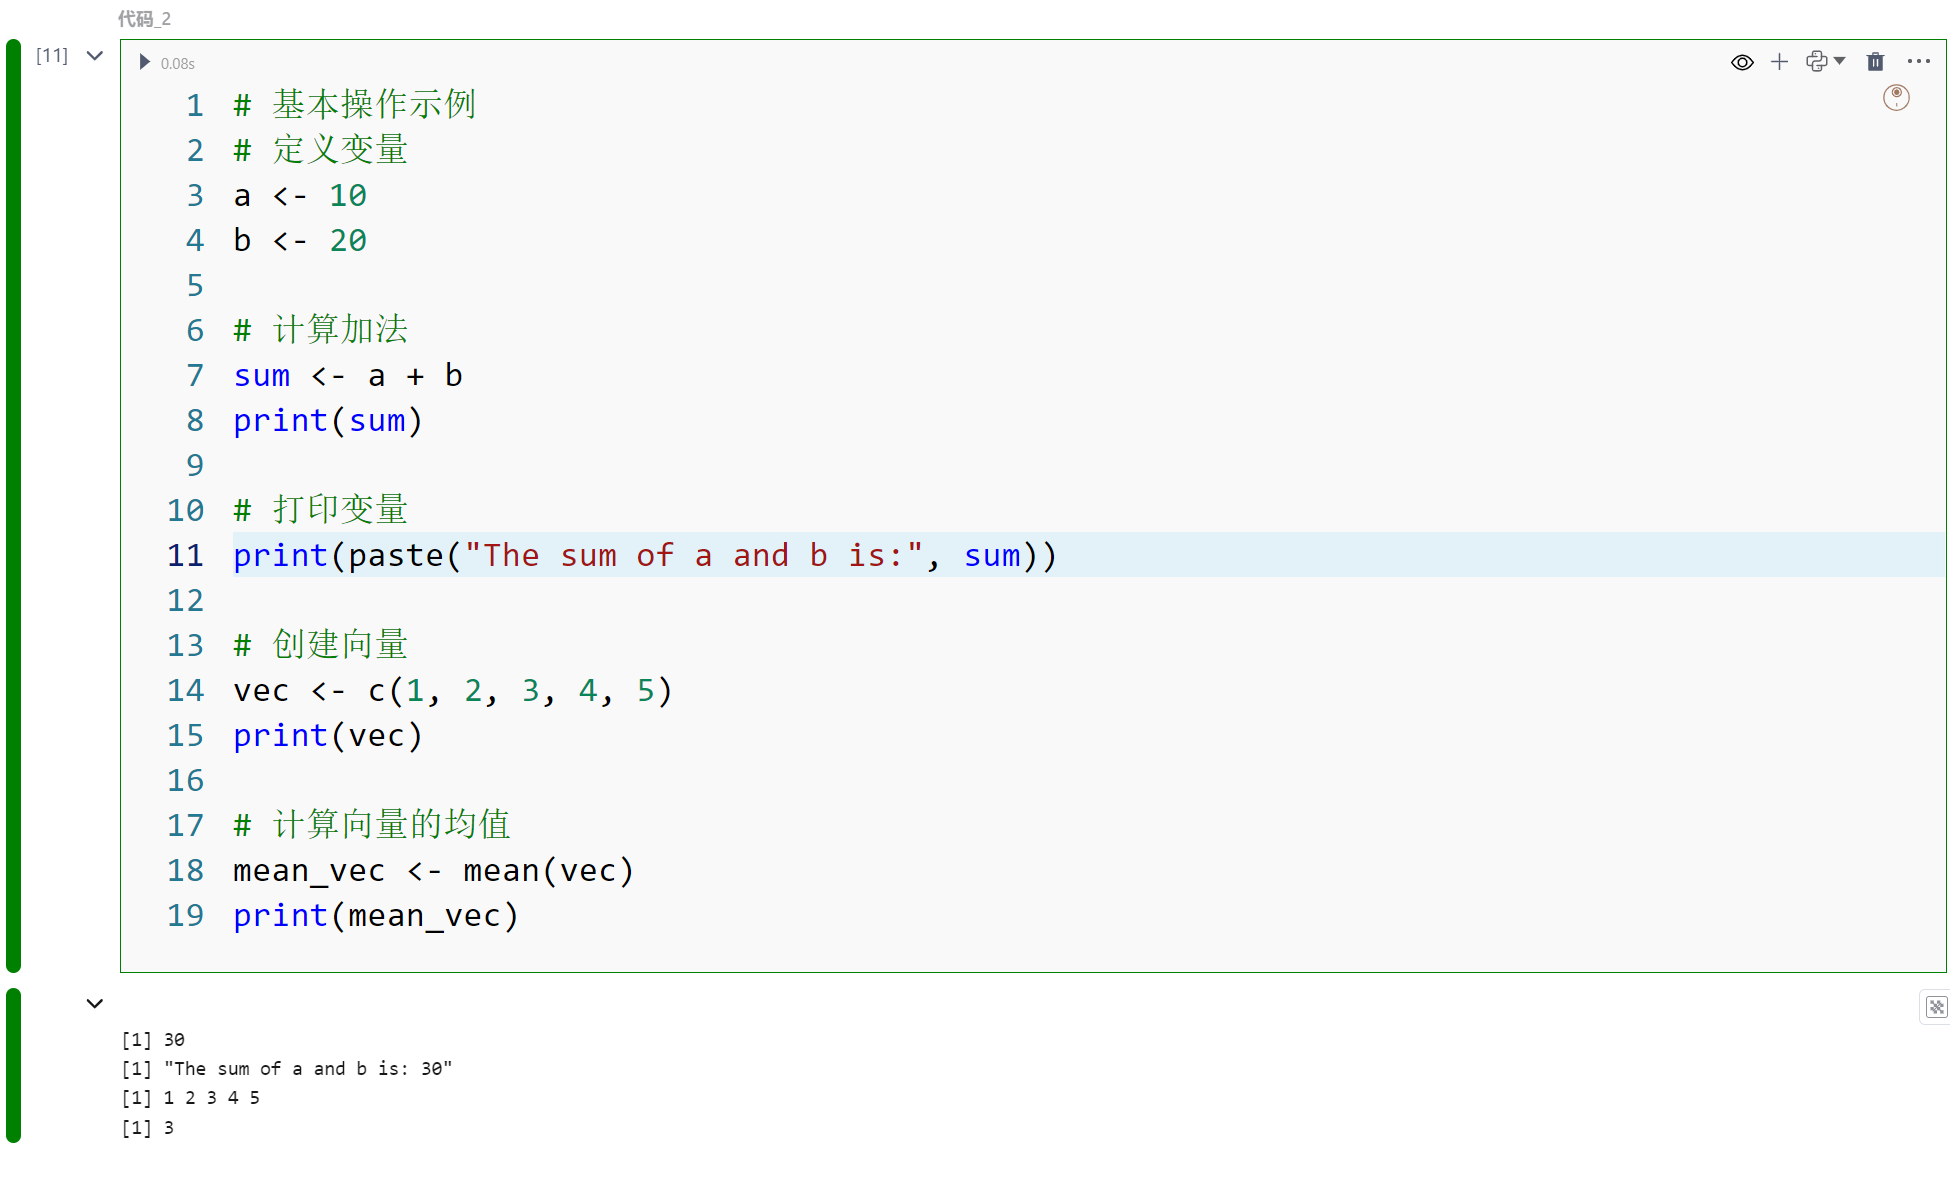 代码_2
[11]
0.08s
1 # 基本操作示例
2 # 定义变量
3 a <- 10
4 b <- 20
5
6 # 计算加法
7 sum <- a + b
8 print(sum)
9
10 # 打印变量
11 print(paste("The sum of a and b is:", sum))
12
13 # 创建向量
14 vec <- c(1, 2, 3, 4, 5)
15 print(vec)
16
17 # 计算向量的均值
18 mean_vec <- mean(vec)
19 print(mean_vec)
[1] 30
[1] "The sum of a and b is: 30"
[1] 1 2 3 4 5
[1] 3